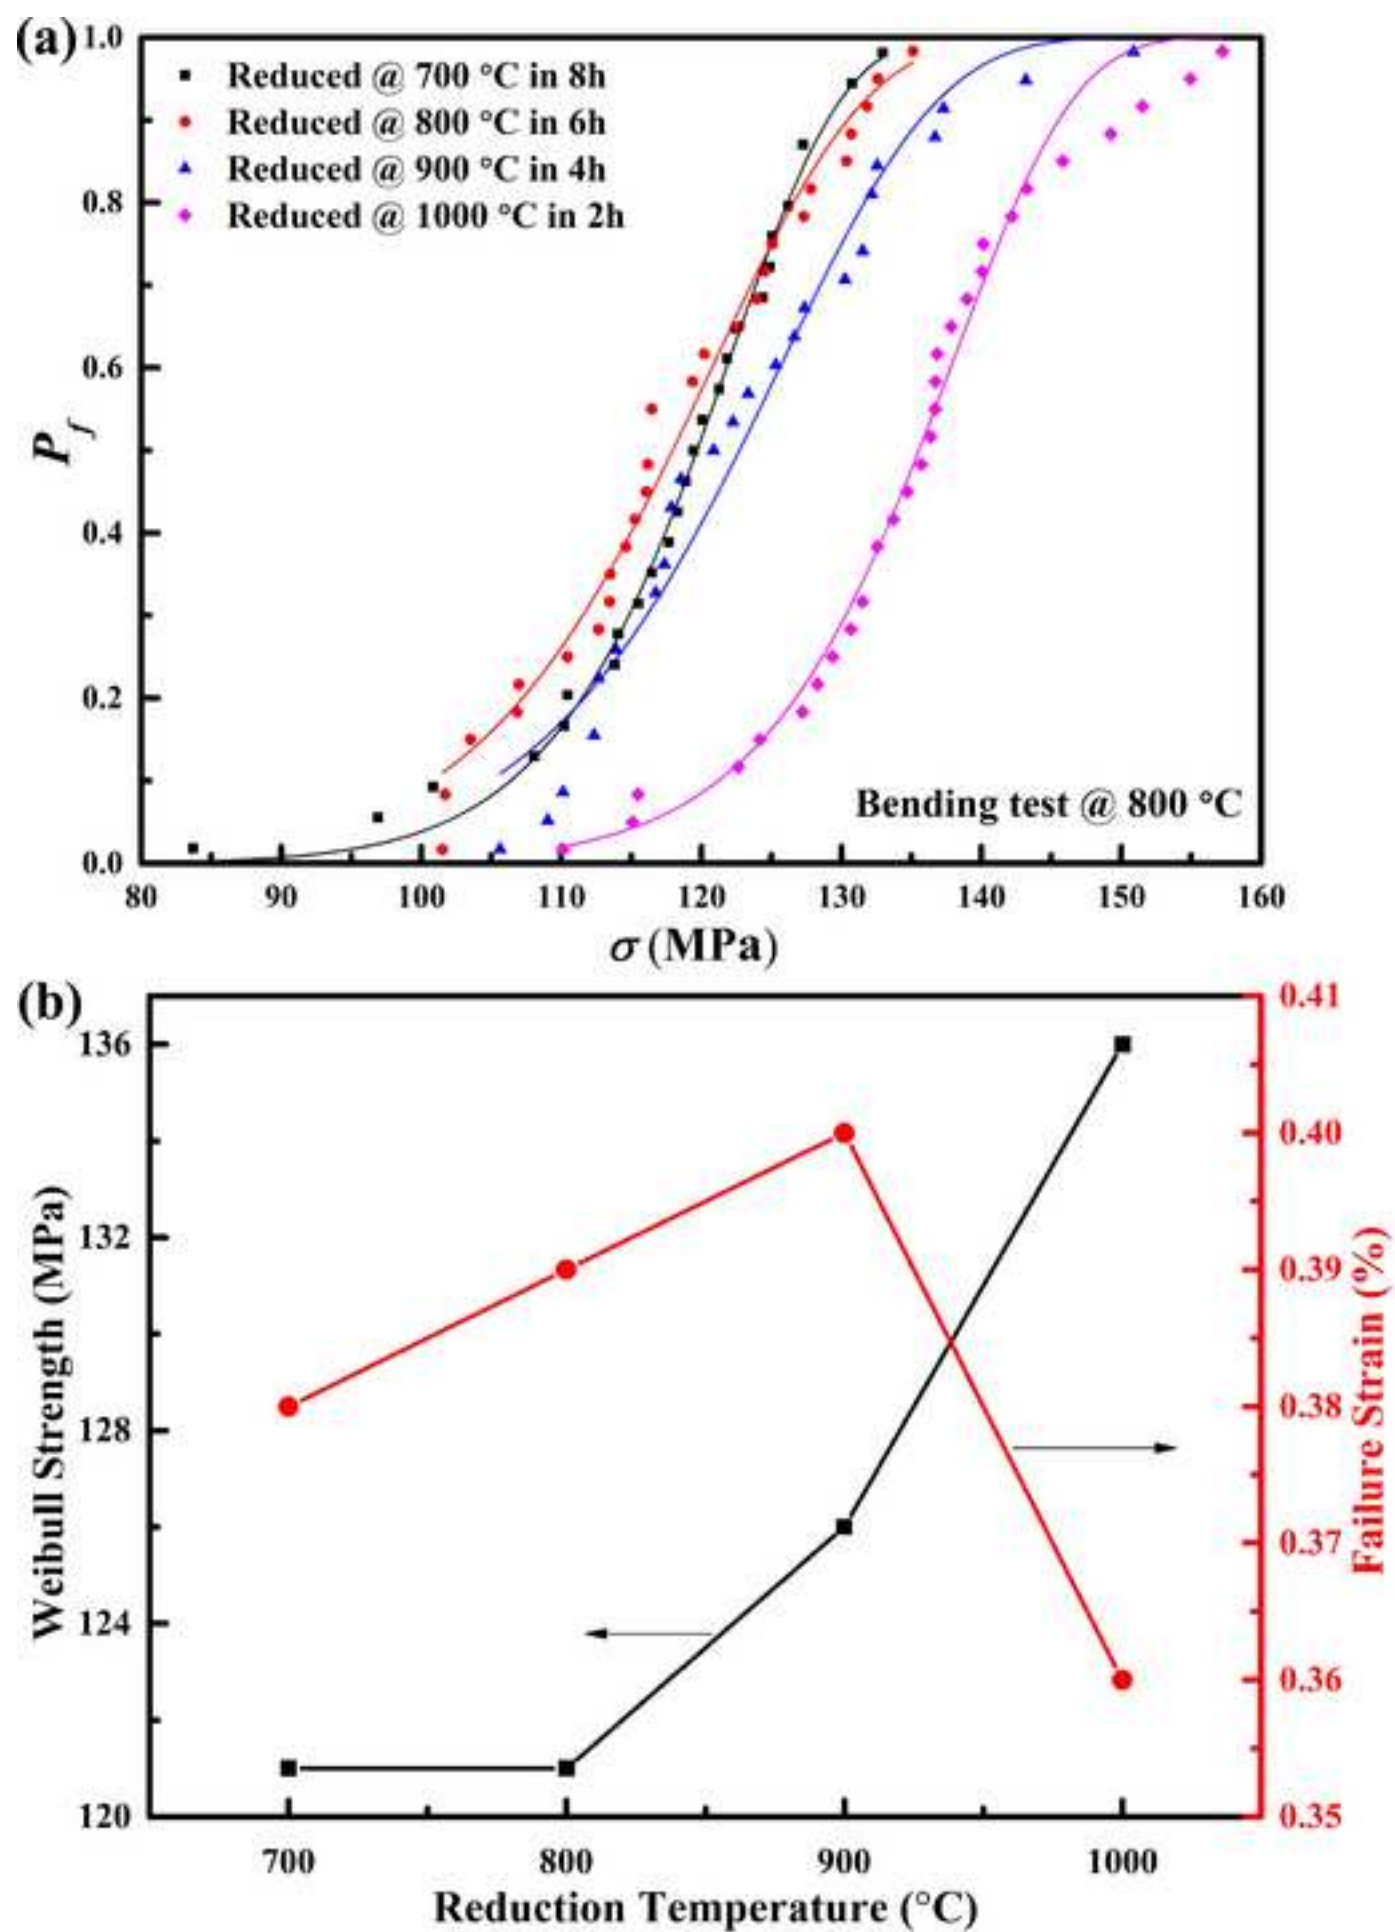 (a)
1.0
0.8
0.6
0.4
0.2
0.0
P_f
Reduced @ 700 °C in 8h
Reduced @ 800 °C in 6h
Reduced @ 900 °C in 4h
Reduced @ 1000 °C in 2h
Bending test @ 800 °C
80 90 100 110 120 130 140 150 160
σ (MPa)
(b)
136
132
128
124
120
Weibull Strength (MPa)
0.41
0.40
0.39
0.38
0.37
0.36
0.35
Failure Strain (%)
700 800 900 1000
Reduction Temperature (°C)